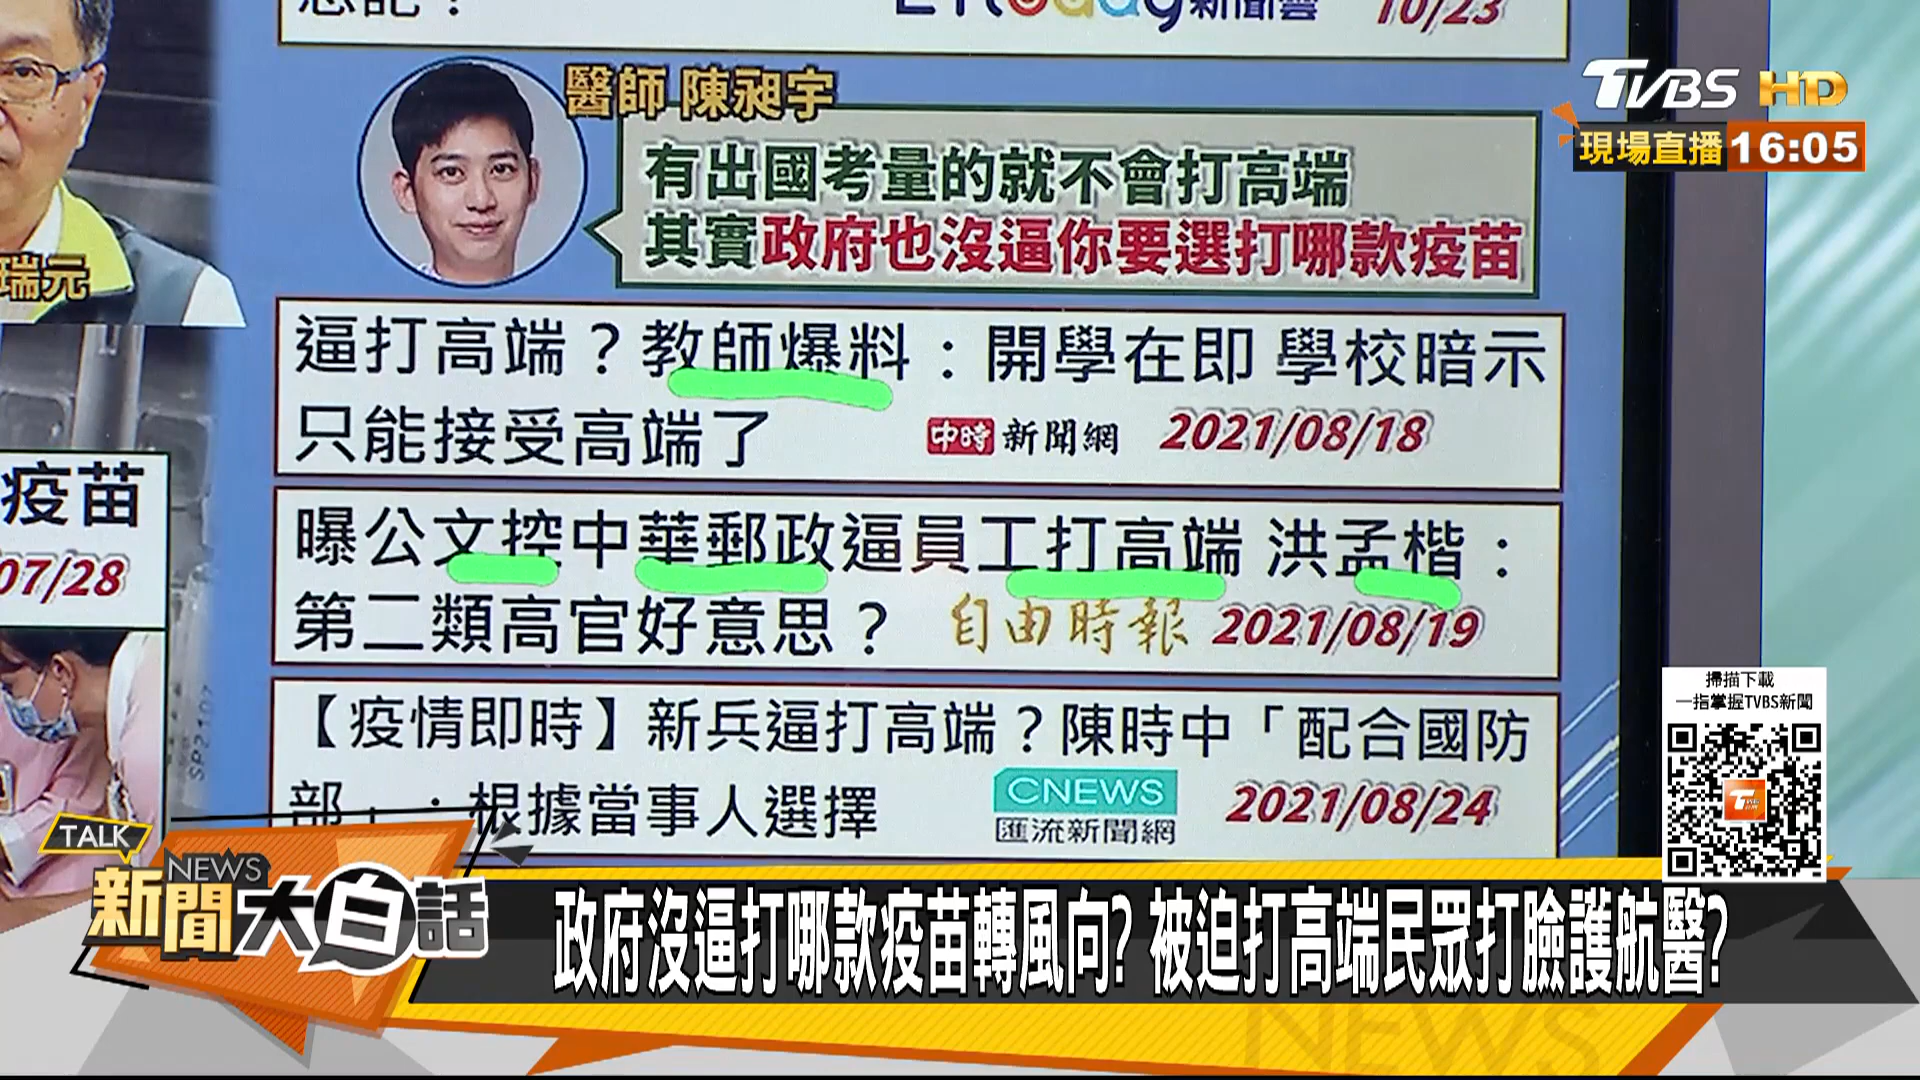 新聞雲 10/23
TVBS HD
現場直播 16:05
醫師 陳昶宇
有出國考量的就不會打高端
其實政府也沒逼你要選打哪款疫苗
瑞元
逼打高端？教師爆料：開學在即 學校暗示
只能接受高端了 中時新聞網 2021/08/18
疫苗
07/28
曝公文控中華郵政逼員工打高端 洪孟楷：
第二類高官好意思？ 自由時報 2021/08/19
SP2107
【疫情即時】新兵逼打高端？陳時中「配合國防
部」：根據當事人選擇 CNEWS 匯流新聞網 2021/08/24
掃描下載
一指掌握TVBS新聞
TALK
NEWS
新聞大白話
政府沒逼打哪款疫苗轉風向？被迫打高端民眾打臉護航醫？
NEWS